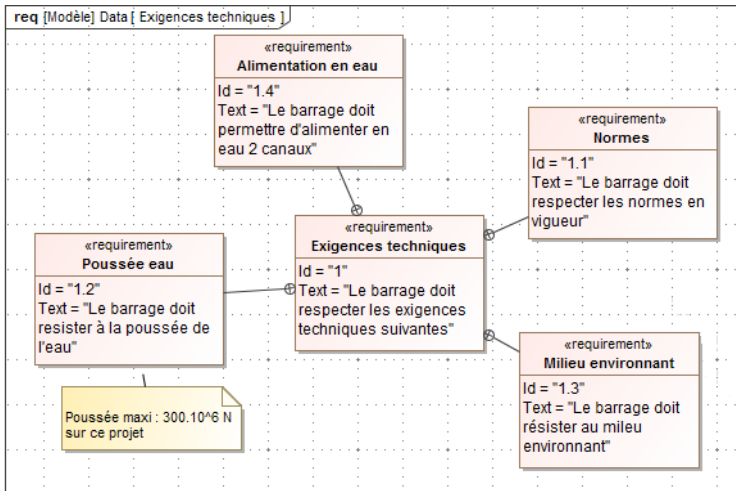 req [Modèle] Data [ Exigences techniques ]
«requirement»
Alimentation en eau
Id = "1.4"
Text = "Le barrage doit
permettre d'alimenter en
eau 2 canaux"
«requirement»
Normes
Id = "1.1"
Text = "Le barrage doit
respecter les normes en
vigueur"
«requirement»
Exigences techniques
Id = "1"
Text = "Le barrage doit
respecter les exigences
techniques suivantes"
«requirement»
Poussée eau
Id = "1.2"
Text = "Le barrage doit
resister à la poussée de
l'eau"
Poussée maxi : 300.10^6 N
sur ce projet
«requirement»
Milieu environnant
Id = "1.3"
Text = "Le barrage doit
résister au mileu
environnant"